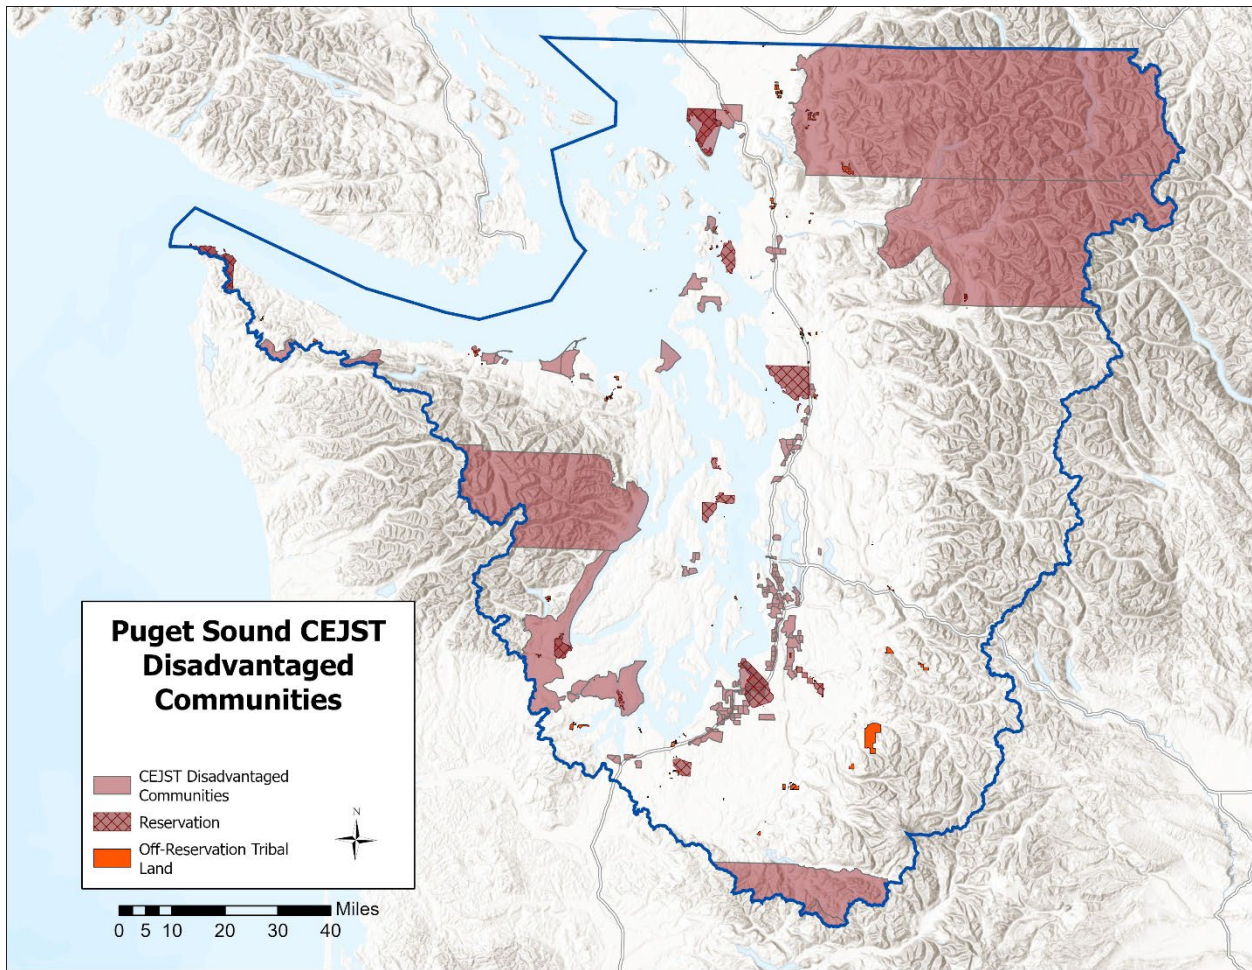 Puget Sound CEJST
Disadvantaged
Communities
CEJST Disadvantaged
Communities
Reservation
Off-Reservation Tribal
Land
N
Miles
0 5 10 20 30 40